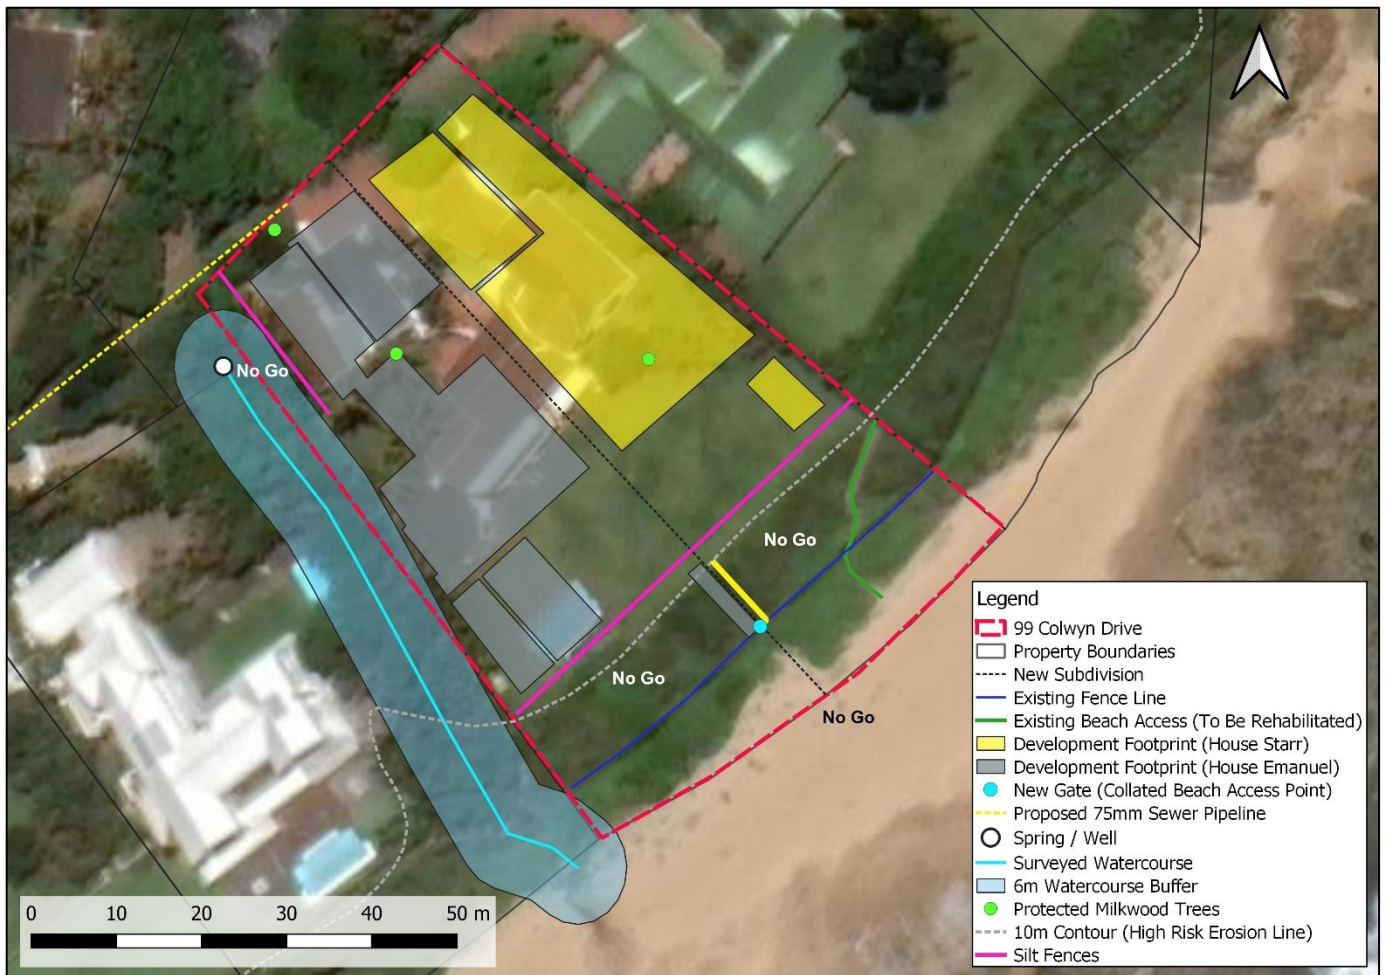 No Go
No Go
No Go
No Go
Legend
99 Colwyn Drive
Property Boundaries
New Subdivision
Existing Fence Line
Existing Beach Access (To Be Rehabilitated)
Development Footprint (House Starr)
Development Footprint (House Emanuel)
New Gate (Collated Beach Access Point)
Proposed 75mm Sewer Pipeline
Spring / Well
Surveyed Watercourse
6m Watercourse Buffer
Protected Milkwood Trees
10m Contour (High Risk Erosion Line)
Silt Fences
0 10 20 30 40 50 m